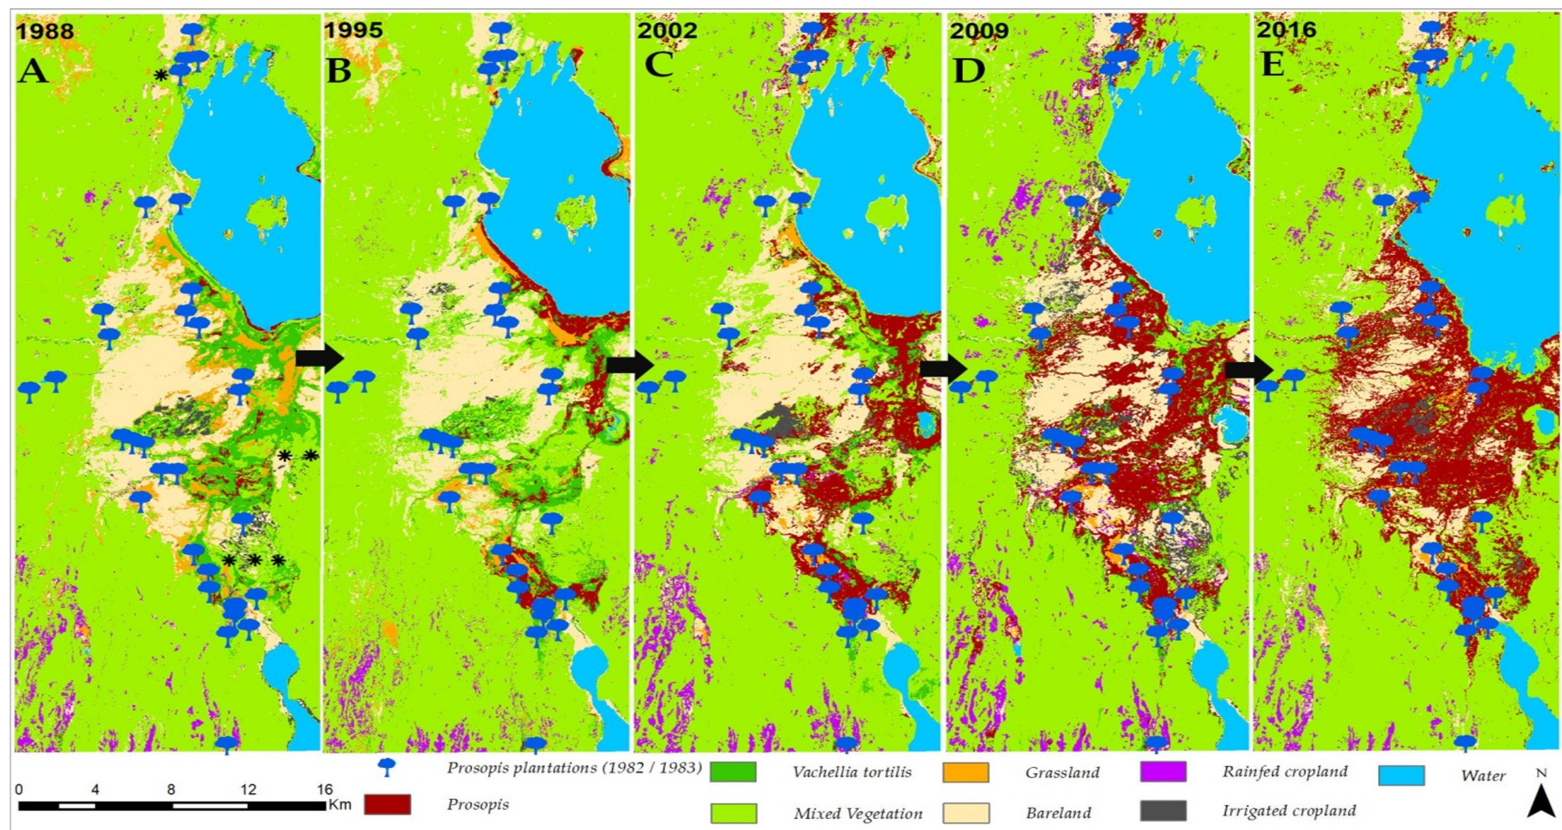 1988 1995 2002 2009 2016
A B C D E
Prosopis plantations (1982 / 1983) Vachellia tortilis Grassland Rainfed cropland Water N
0 4 8 12 16
Km Prosopis Mixed Vegetation Bareland Irrigated cropland